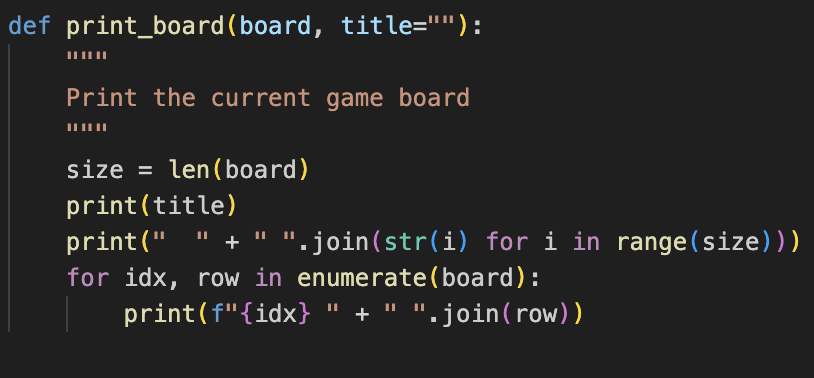 def print_board(board, title=""):
    """
    Print the current game board
    """
    size = len(board)
    print(title)
    print("  " + " ".join(str(i) for i in range(size)))
    for idx, row in enumerate(board):
        print(f"{idx} " + " ".join(row))